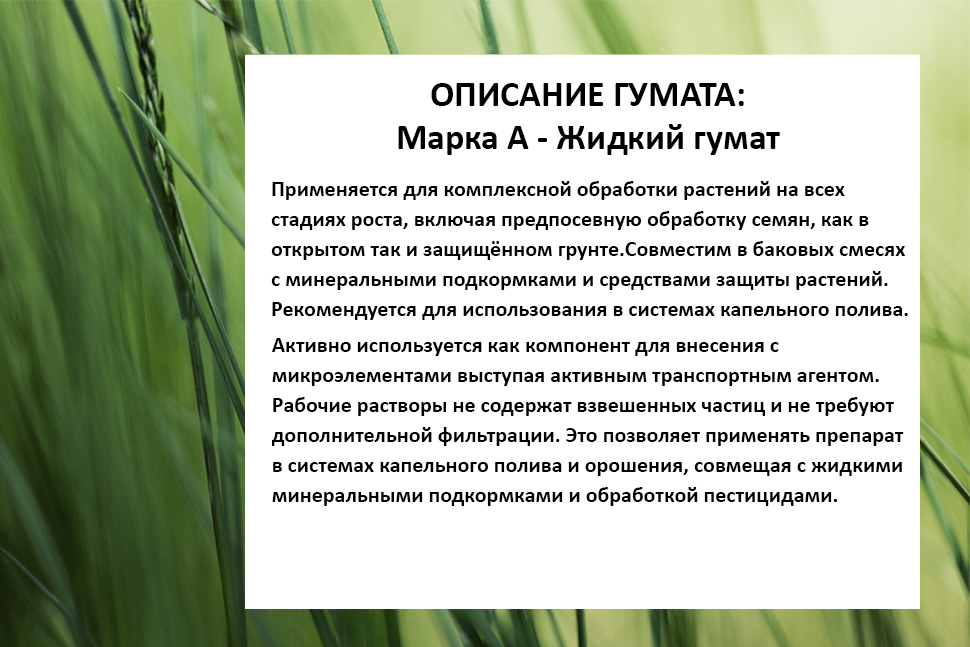 ОПИСАНИЕ ГУМАТА:
Марка А - Жидкий гумат
Применяется для комплексной обработки растений на всех
стадиях роста, включая предпосевную обработку семян, как в
открытом так и защищённом грунте.Совместим в баковых смесях
с минеральными подкормками и средствами защиты растений.
Рекомендуется для использования в системах капельного полива.
Активно используется как компонент для внесения с
микроэлементами выступая активным транспортным агентом.
Рабочие растворы не содержат взвешенных частиц и не требуют
дополнительной фильтрации. Это позволяет применять препарат
в системах капельного полива и орошения, совмещая с жидкими
минеральными подкормками и обработкой пестицидами.